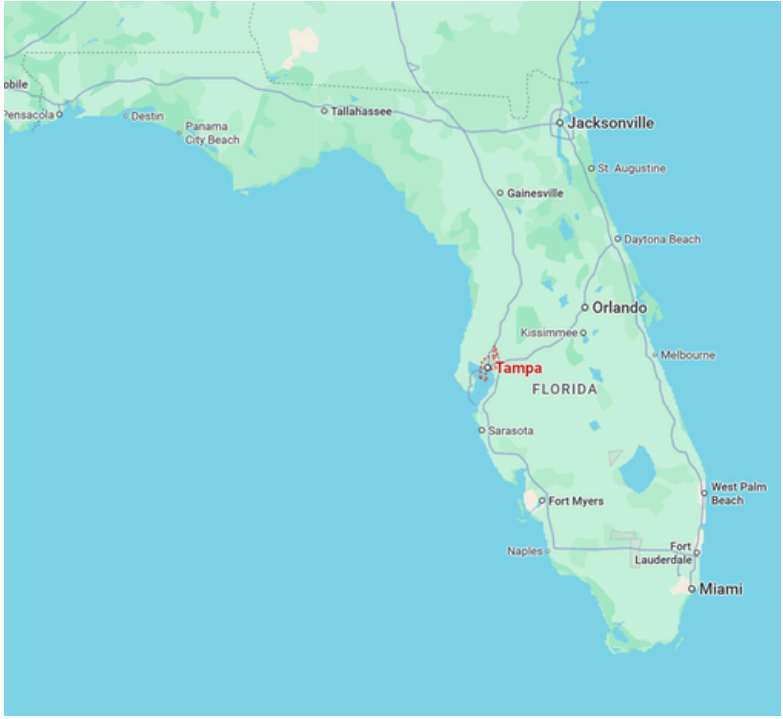 obile
Pensacola
Destin
Panama
City Beach
Tallahassee
Jacksonville
St. Augustine
Gainesville
Daytona Beach
Orlando
Kissimmee
Melbourne
Tampa
FLORIDA
Sarasota
West Palm
Beach
Fort Myers
Naples
Fort
Lauderdale
Miami